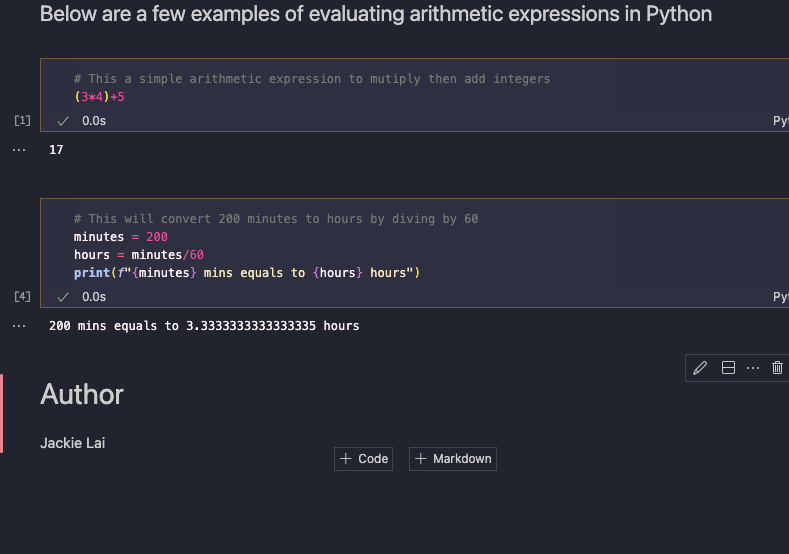 Below are a few examples of evaluating arithmetic expressions in Python
# This a simple arithmetic expression to mutiply then add integers
(3*4)+5
[1]
0.0s
Pyt
17
# This will convert 200 minutes to hours by diving by 60
minutes = 200
hours = minutes/60
print(f"{minutes} mins equals to {hours} hours")
[4]
0.0s
Pyt
200 mins equals to 3.3333333333333335 hours
Author
Jackie Lai
+ Code + Markdown